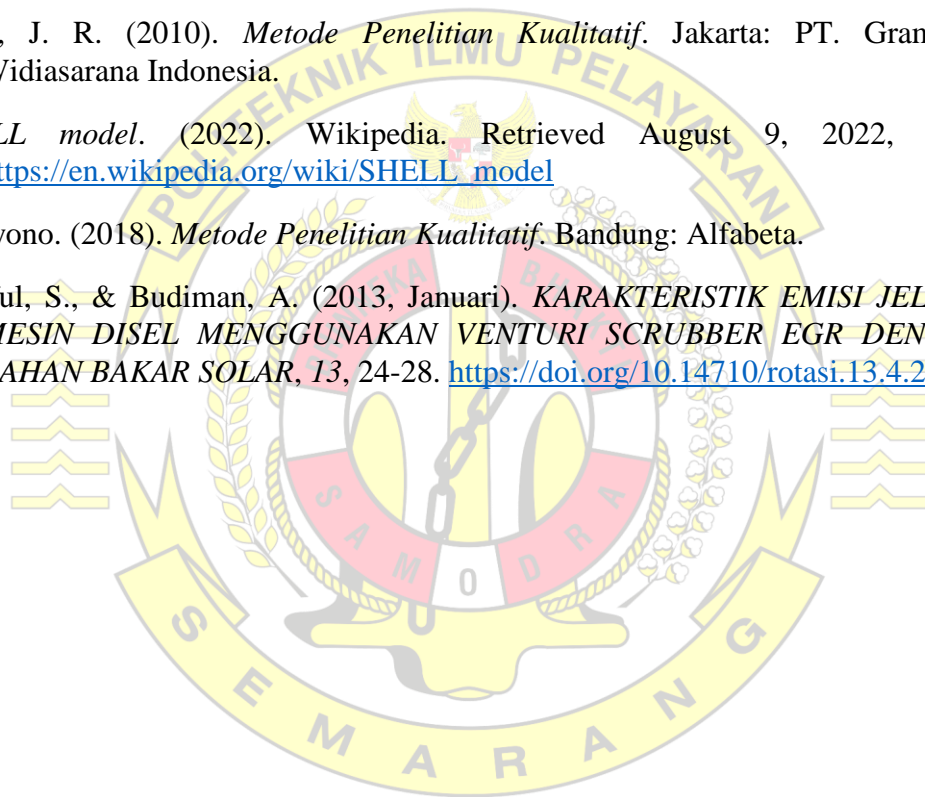 , J. R. (2010). Metode Penelitian Kualitatif. Jakarta: PT. Gran
Vidiasarana Indonesia.
LL model. (2022). Wikipedia. Retrieved August 9, 2022,
ttps://en.wikipedia.org/wiki/SHELL_model
yono. (2018). Metode Penelitian Kualitatif. Bandung: Alfabeta.
ul, S., & Budiman, A. (2013, Januari). KARAKTERISTIK EMISI JEL
MESIN DISEL MENGGUNAKAN VENTURI SCRUBBER EGR DEN
AHAN BAKAR SOLAR, 13, 24-28. https://doi.org/10.14710/rotasi.13.4.2
POLITEKNIK ILMU PELAYARAN
BHAKTI
SAMODRA
SEMARANG